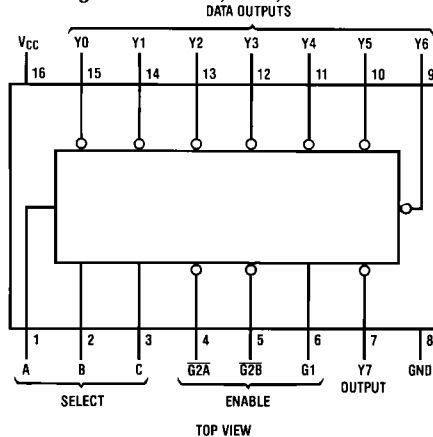 DATA OUTPUTS
VCC Y0 Y1 Y2 Y3 Y4 Y5 Y6
16 15 14 13 12 11 10 9
1 2 3 4 5 6 7 8
A B C G2A G2B G1 Y7 GND
OUTPUT
SELECT ENABLE
TOP VIEW